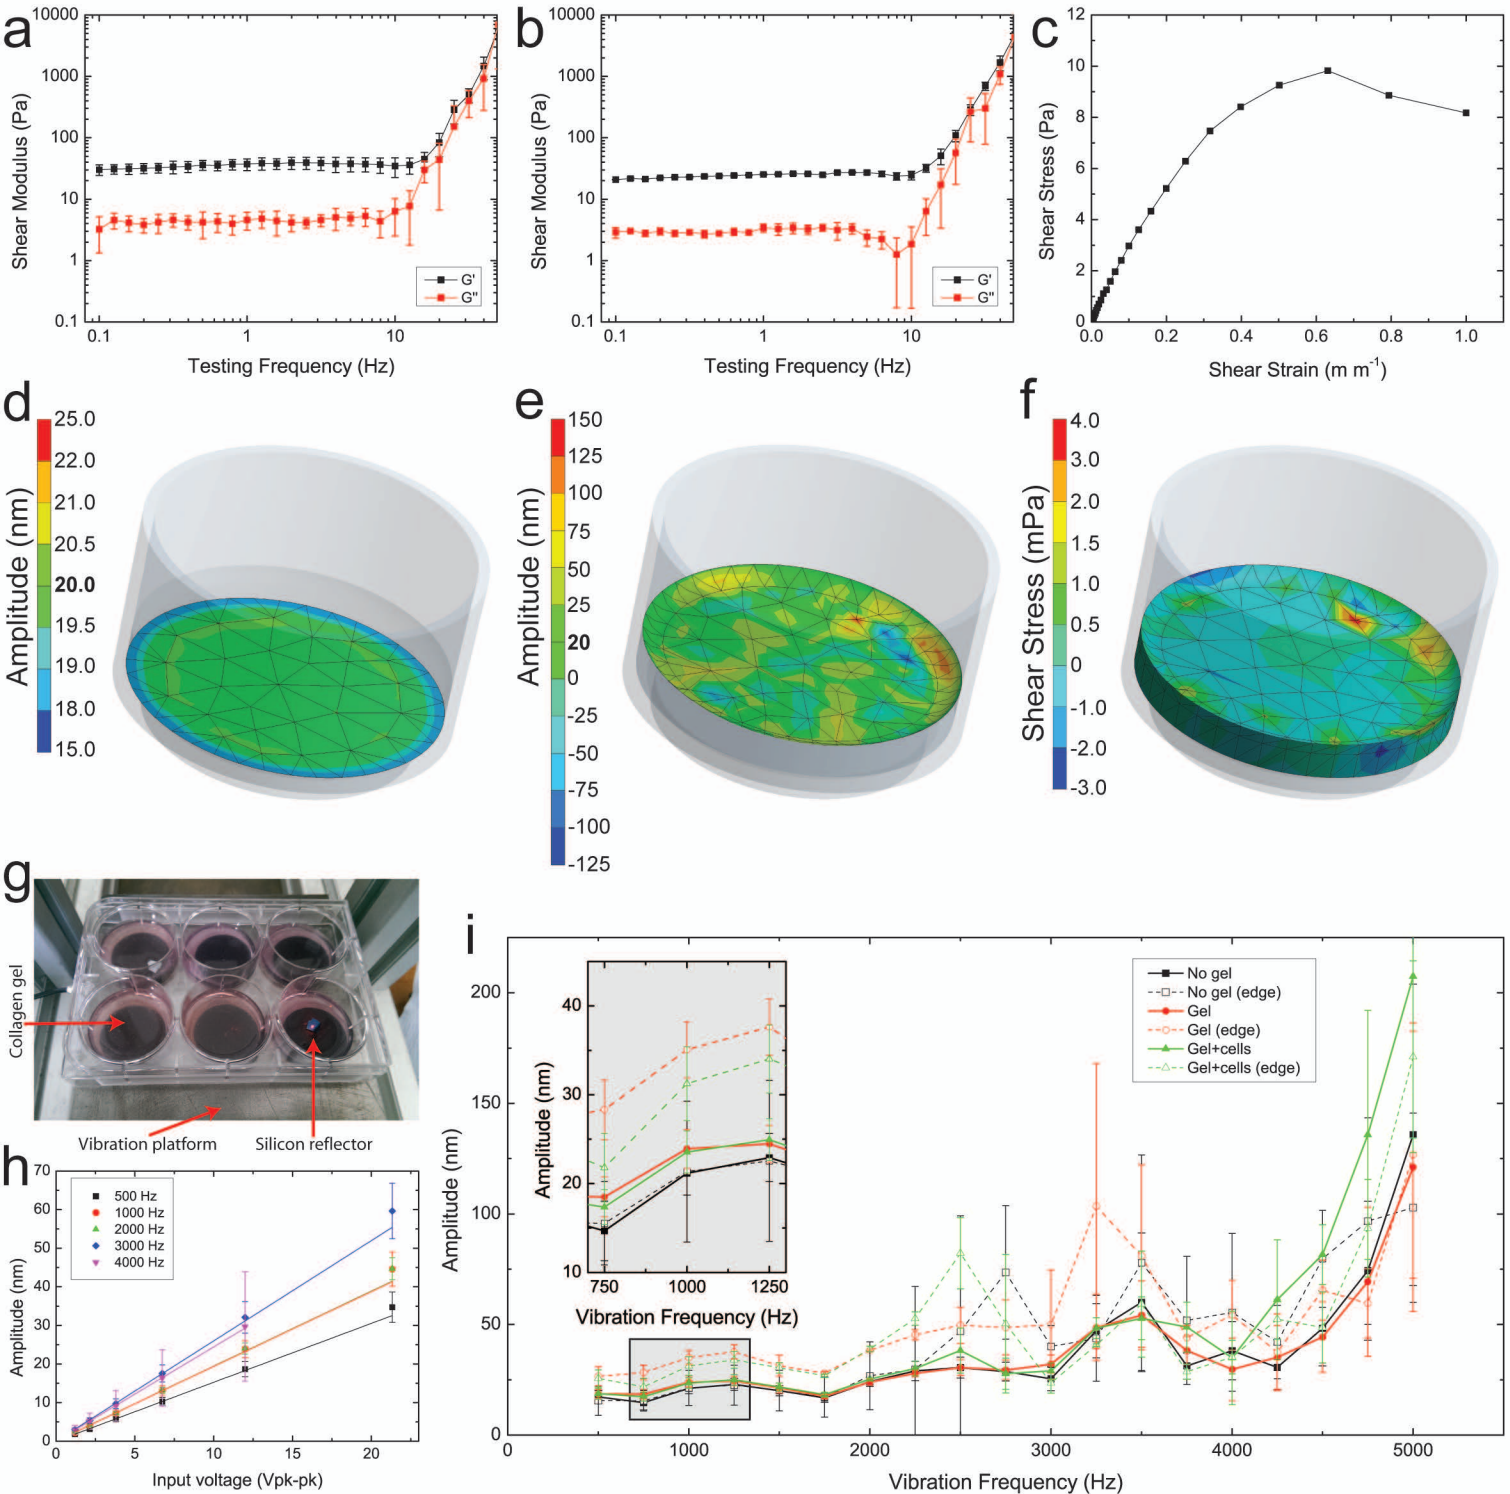 a
10000
1000
100
10
1
0.1
Shear Modulus (Pa)
0.1
1
10
Testing Frequency (Hz)
G'
G"
b
10000
1000
100
10
1
0.1
Shear Modulus (Pa)
0.1
1
10
Testing Frequency (Hz)
G'
G"
c
12
10
8
6
4
2
0
Shear Stress (Pa)
0.0
0.2
0.4
0.6
0.8
1.0
Shear Strain (m m⁻¹)
d
Amplitude (nm)
25.0
22.0
21.0
20.5
20.0
19.5
19.0
18.0
15.0
e
Amplitude (nm)
150
125
100
75
50
25
20
0
-25
-50
-75
-100
-125
f
Shear Stress (mPa)
4.0
3.0
2.0
1.5
1.0
0.5
0
-1.0
-2.0
-3.0
g
Collagen gel
Vibration platform
Silicon reflector
h
70
60
50
40
30
20
10
0
Amplitude (nm)
500 Hz
1000 Hz
2000 Hz
3000 Hz
4000 Hz
0
5
10
15
20
Input voltage (Vpk-pk)
i
200
150
100
50
0
Amplitude (nm)
40
30
20
10
Amplitude (nm)
750
1000
1250
Vibration Frequency (Hz)
No gel
No gel (edge)
Gel
Gel (edge)
Gel+cells
Gel+cells (edge)
0
1000
2000
3000
4000
5000
Vibration Frequency (Hz)